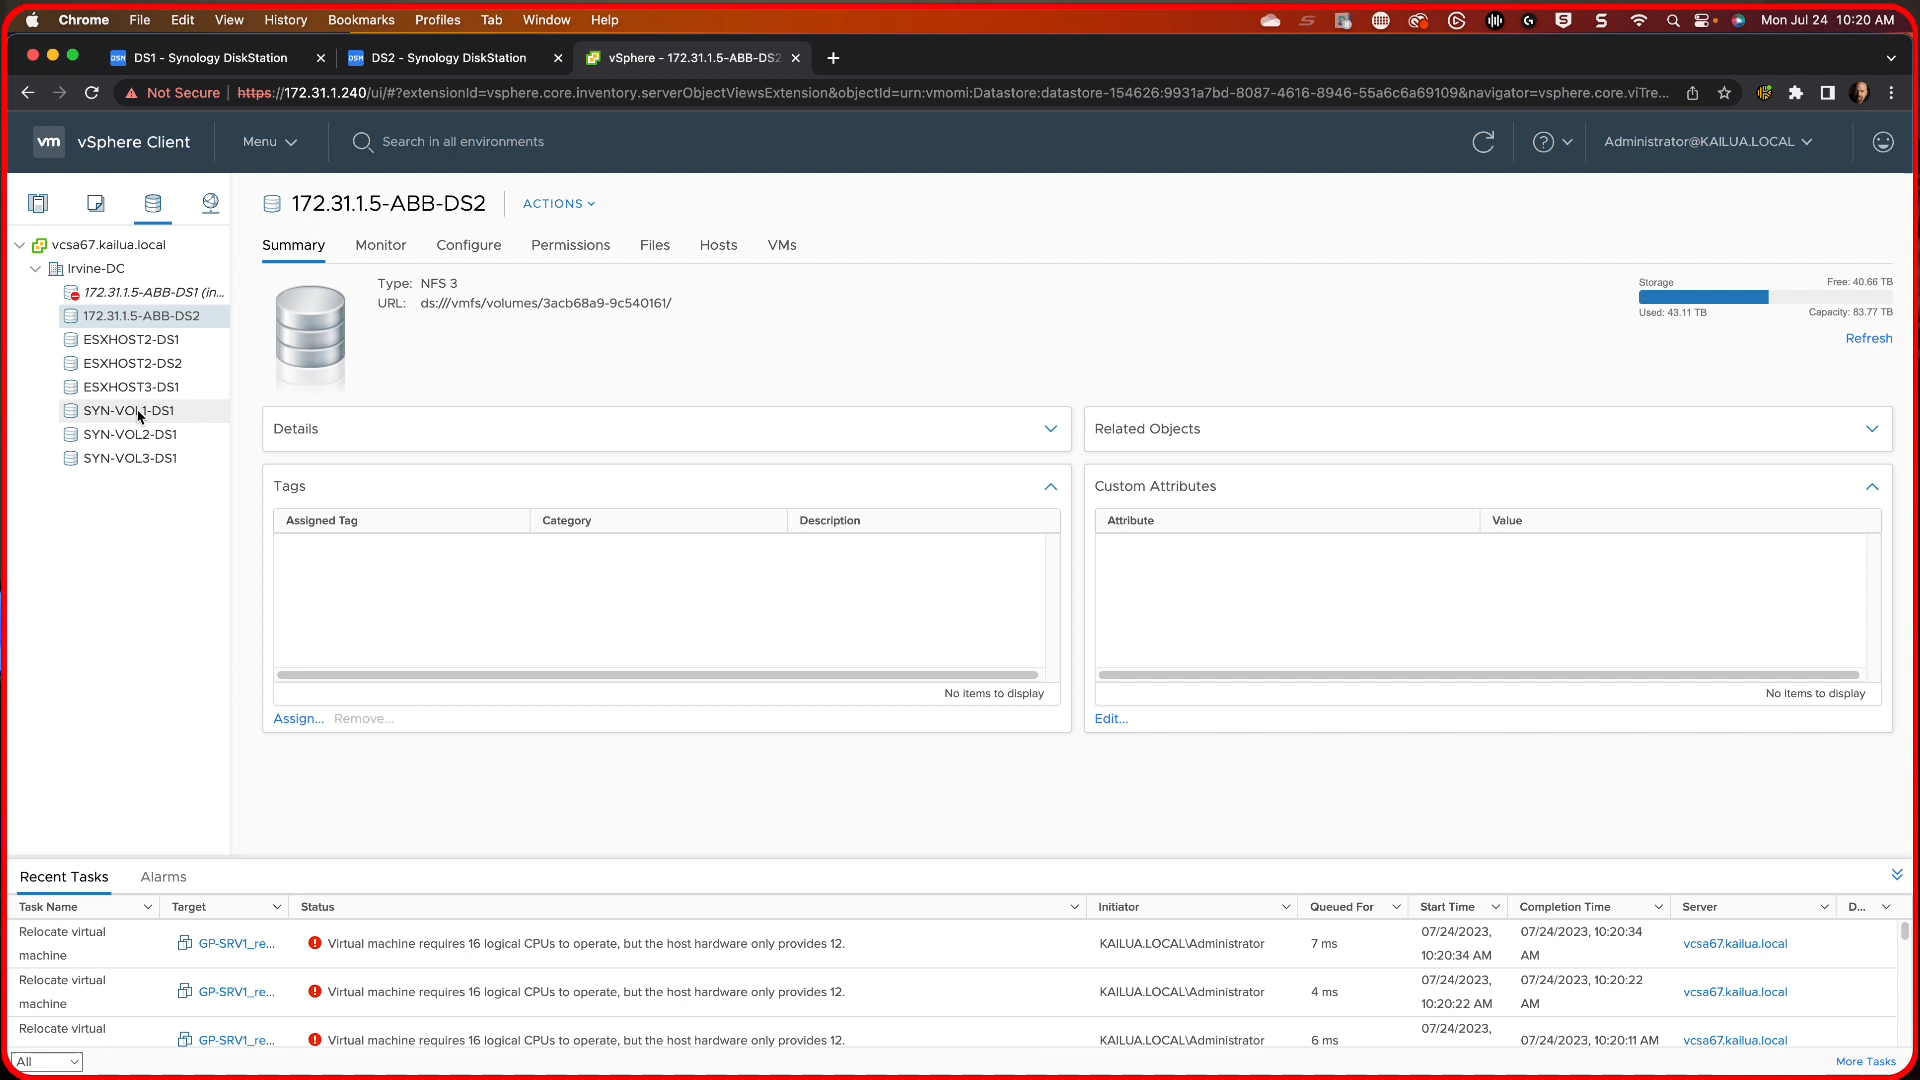 Chrome File Edit View History Bookmarks Profiles Tab Window Help Mon Jul 24 10:20 AM
DS1 - Synology DiskStation DS2 - Synology DiskStation vSphere - 172.31.1.5-ABB-DS2
Not Secure https://172.31.1.240/ui/#?extensionId=vsphere.core.inventory.serverObjectViewsExtension&objectId=urn:vmomi:Datastore:datastore-154626:9931a7bd-8087-4616-8946-55a6c6a69109&navigator=vsphere.core.viTre...
vm vSphere Client Menu Search in all environments Administrator@KAILUA.LOCAL
172.31.1.5-ABB-DS2 ACTIONS
Summary Monitor Configure Permissions Files Hosts VMs
vcsa67.kailua.local
Irvine-DC
172.31.1.5-ABB-DS1 (in...
172.31.1.5-ABB-DS2
ESXHOST2-DS1
ESXHOST2-DS2
ESXHOST3-DS1
SYN-VOL1-DS1
SYN-VOL2-DS1
SYN-VOL3-DS1
Type: NFS 3
URL: ds:///vmfs/volumes/3acb68a9-9c540161/
Storage Free: 40.66 TB
Used: 43.11 TB Capacity: 83.77 TB
Refresh
Details Related Objects
Tags Custom Attributes
Assigned Tag Category Description Attribute Value
No items to display No items to display
Assign... Remove... Edit...
Recent Tasks Alarms
Task Name Target Status Initiator Queued For Start Time Completion Time Server D...
Relocate virtual machine GP-SRV1_re... Virtual machine requires 16 logical CPUs to operate, but the host hardware only provides 12. KAILUA.LOCAL\Administrator 7 ms 07/24/2023, 10:20:34 AM 07/24/2023, 10:20:34 AM vcsa67.kailua.local
Relocate virtual machine GP-SRV1_re... Virtual machine requires 16 logical CPUs to operate, but the host hardware only provides 12. KAILUA.LOCAL\Administrator 4 ms 07/24/2023, 10:20:22 AM 07/24/2023, 10:20:22 AM vcsa67.kailua.local
Relocate virtual GP-SRV1_re... Virtual machine requires 16 logical CPUs to operate, but the host hardware only provides 12. KAILUA.LOCAL\Administrator 6 ms 07/24/2023, 07/24/2023, 10:20:11 AM vcsa67.kailua.local
All More Tasks